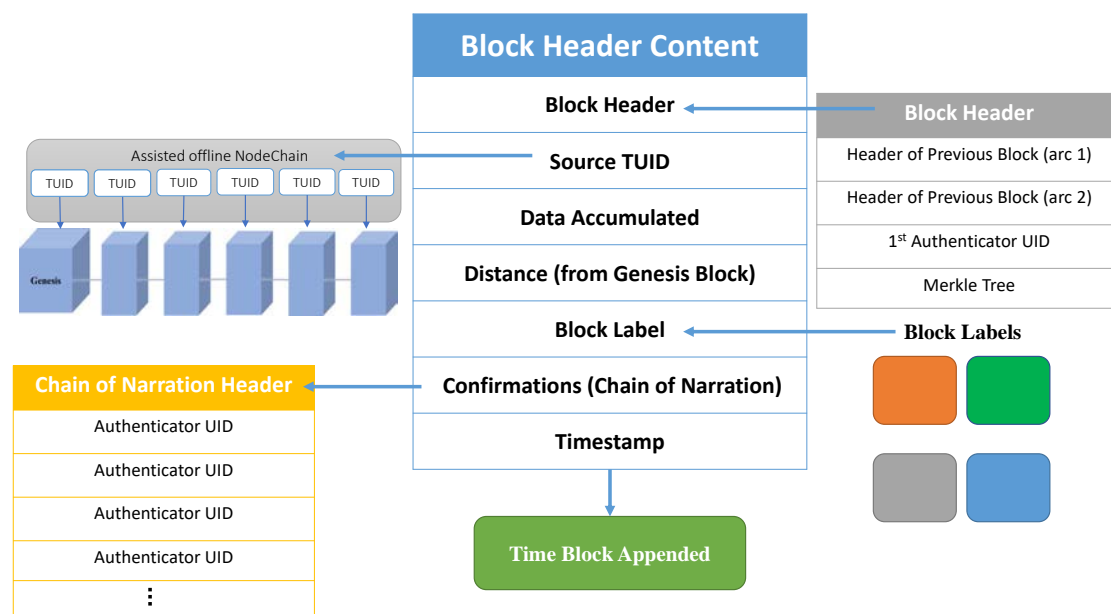 Block Header Content
Block Header
Source TUID
Data Accumulated
Distance (from Genesis Block)
Block Label
Confirmations (Chain of Narration)
Timestamp
Time Block Appended
Assisted offline NodeChain
TUID TUID TUID TUID TUID TUID
Genesis
Chain of Narration Header
Authenticator UID
Authenticator UID
Authenticator UID
Authenticator UID
⋮
Block Header
Header of Previous Block (arc 1)
Header of Previous Block (arc 2)
1st Authenticator UID
Merkle Tree
Block Labels